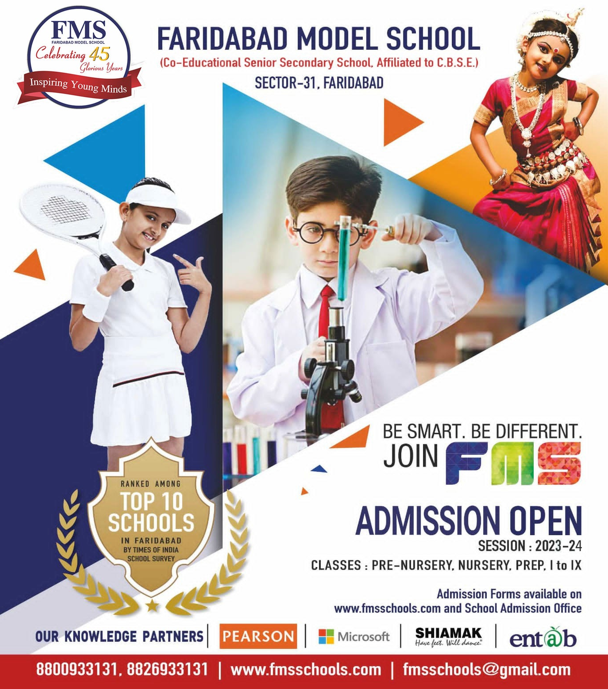 FMS
FARIDABAD MODEL SCHOOL
Celebrating 45
Glorious Years
Inspiring Young Minds
FARIDABAD MODEL SCHOOL
(Co-Educational Senior Secondary School, Affiliated to C.B.S.E.)
SECTOR-31, FARIDABAD
BE SMART. BE DIFFERENT.
JOIN FMS
RANKED AMONG
TOP 10
SCHOOLS
IN FARIDABAD
BY TIMES OF INDIA
SCHOOL SURVEY
ADMISSION OPEN
SESSION : 2023-24
CLASSES : PRE-NURSERY, NURSERY, PREP, I to IX
Admission Forms available on
www.fmsschools.com and School Admission Office
OUR KNOWLEDGE PARTNERS | PEARSON | Microsoft | SHIAMAK | entab
Have feet. Will dance.
8800933131, 8826933131 | www.fmsschools.com | fmsschools@gmail.com